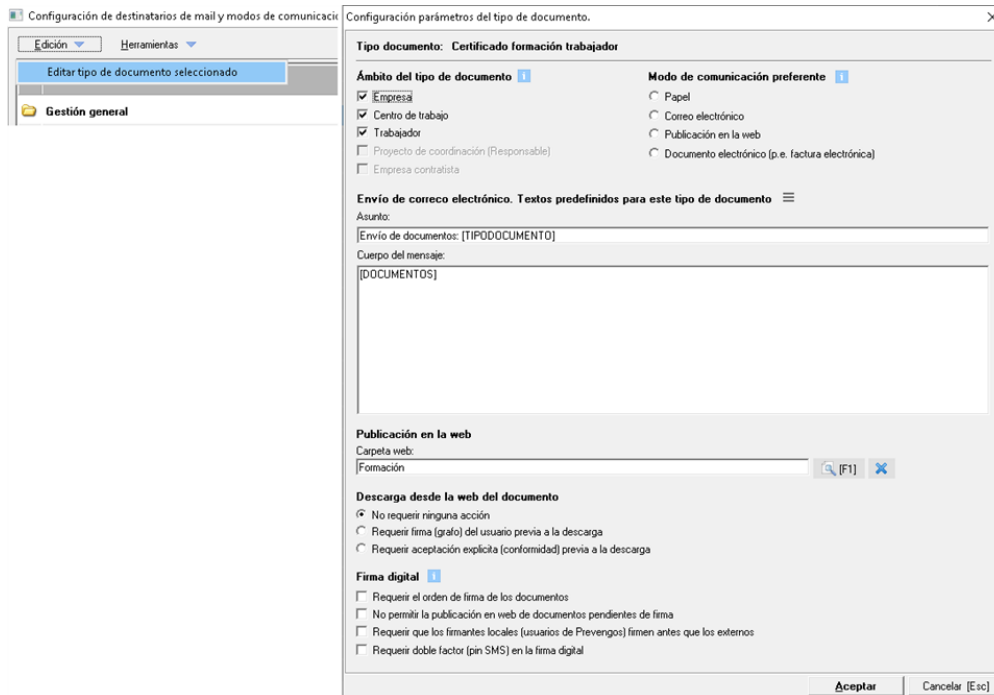 Configuración de destinatarios de mail y modos de comunicació
Edición
Herramientas
Editar tipo de documento seleccionado
Gestión general
Configuración parámetros del tipo de documento.
Tipo documento: Certificado formación trabajador
Ámbito del tipo de documento
Empresa
Centro de trabajo
Trabajador
Proyecto de coordinación (Responsable)
Empresa contratista
Modo de comunicación preferente
Papel
Correo electrónico
Publicación en la web
Documento electrónico (p.e. factura electrónica)
Envío de correco electrónico. Textos predefinidos para este tipo de documento
Asunto:
Envío de documentos: [TIPODOCUMENTO]
Cuerpo del mensaje:
[DOCUMENTOS]
Publicación en la web
Carpeta web:
Formación
[F1]
Descarga desde la web del documento
No requerir ninguna acción
Requerir firma (grafo) del usuario previa a la descarga
Requerir aceptación explicita (conformidad) previa a la descarga
Firma digital
Requerir el orden de firma de los documentos
No permitir la publicación en web de documentos pendientes de firma
Requerir que los firmantes locales (usuarios de Prevengos) firmen antes que los externos
Requerir doble factor (pin SMS) en la firma digital
Aceptar
Cancelar [Esc]